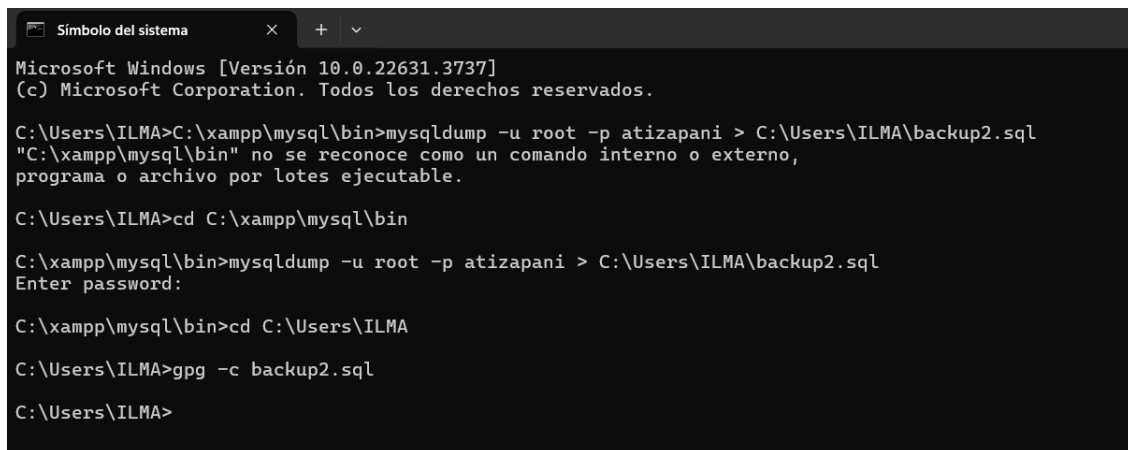 Símbolo del sistema
Microsoft Windows [Versión 10.0.22631.3737]
(c) Microsoft Corporation. Todos los derechos reservados.
C:\Users\ILMA>C:\xampp\mysql\bin>mysqldump -u root -p atizapani > C:\Users\ILMA\backup2.sql
"C:\xampp\mysql\bin" no se reconoce como un comando interno o externo,
programa o archivo por lotes ejecutable.
C:\Users\ILMA>cd C:\xampp\mysql\bin
C:\xampp\mysql\bin>mysqldump -u root -p atizapani > C:\Users\ILMA\backup2.sql
Enter password:
C:\xampp\mysql\bin>cd C:\Users\ILMA
C:\Users\ILMA>gpg -c backup2.sql
C:\Users\ILMA>